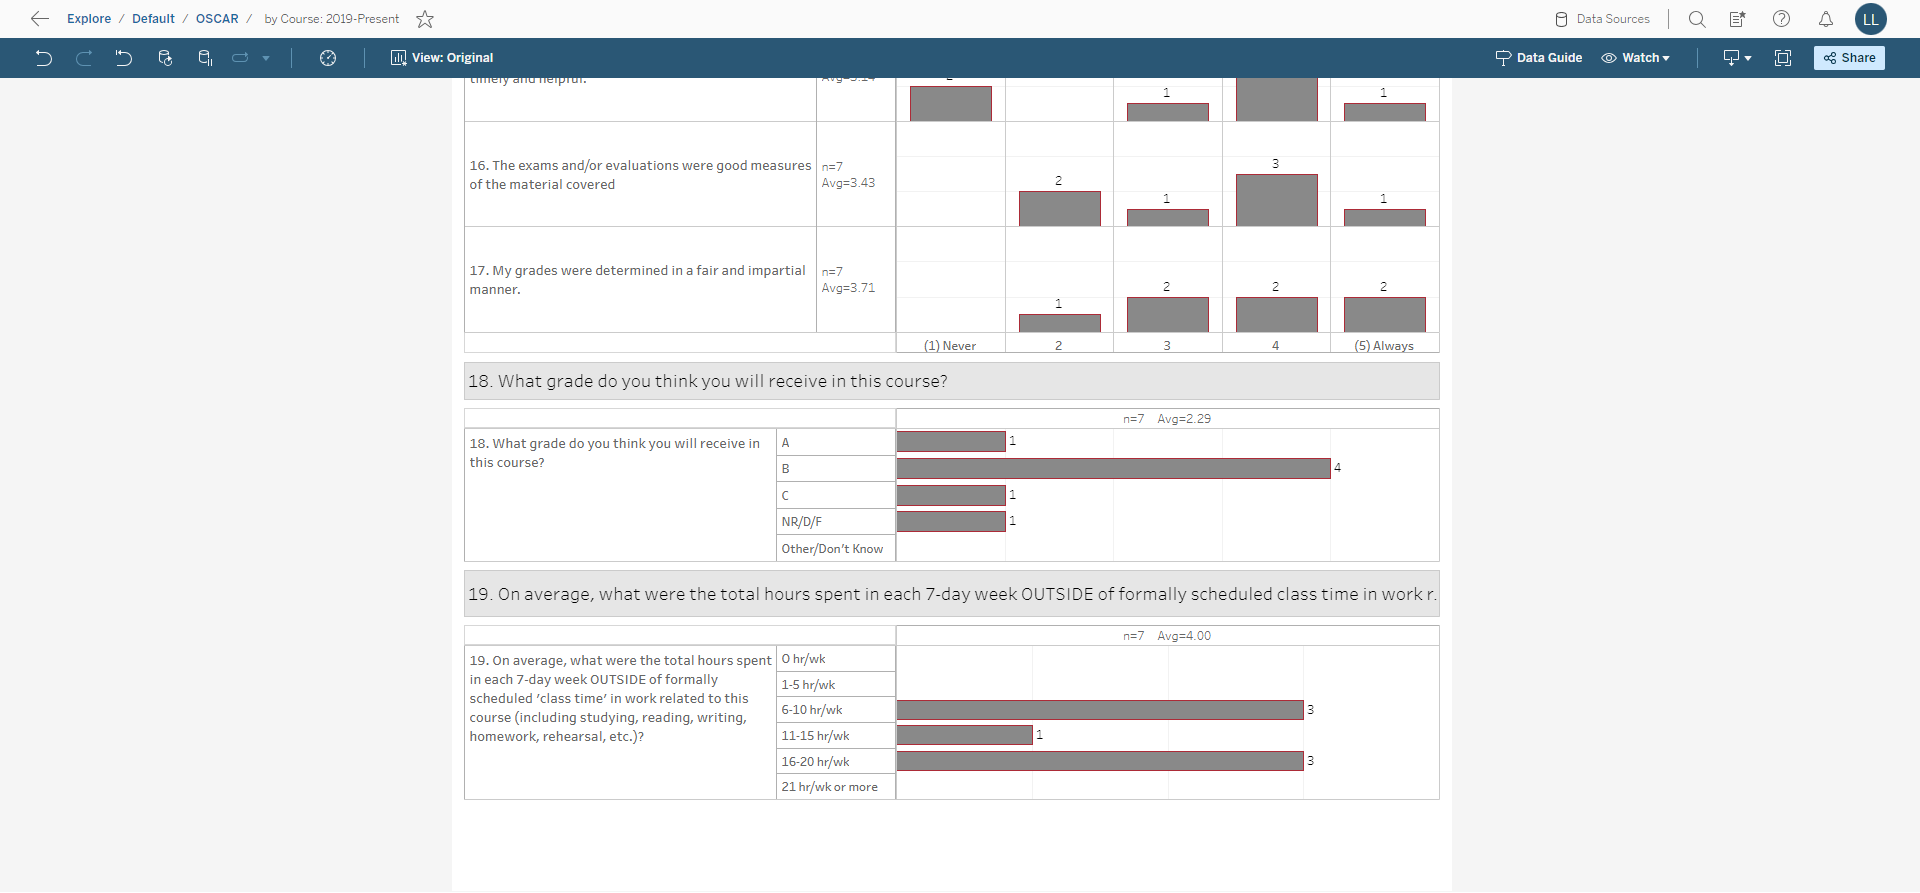 Explore / Default / OSCAR / by Course: 2019-Present
Data Sources
LL
View: Original
Data Guide
Watch
Share
timely and helpful.
Avg=3.14
2
1
1
16. The exams and/or evaluations were good measures
of the material covered
n=7
Avg=3.43
2
1
3
1
17. My grades were determined in a fair and impartial
manner.
n=7
Avg=3.71
1
2
2
2
(1) Never
2
3
4
(5) Always
18. What grade do you think you will receive in this course?
n=7 Avg=2.29
18. What grade do you think you will receive in
this course?
A
1
B
4
C
1
NR/D/F
1
Other/Don't Know
19. On average, what were the total hours spent in each 7-day week OUTSIDE of formally scheduled class time in work r.
n=7 Avg=4.00
19. On average, what were the total hours spent
in each 7-day week OUTSIDE of formally
scheduled 'class time' in work related to this
course (including studying, reading, writing,
homework, rehearsal, etc.)?
0 hr/wk
1-5 hr/wk
6-10 hr/wk
3
11-15 hr/wk
1
16-20 hr/wk
3
21 hr/wk or more